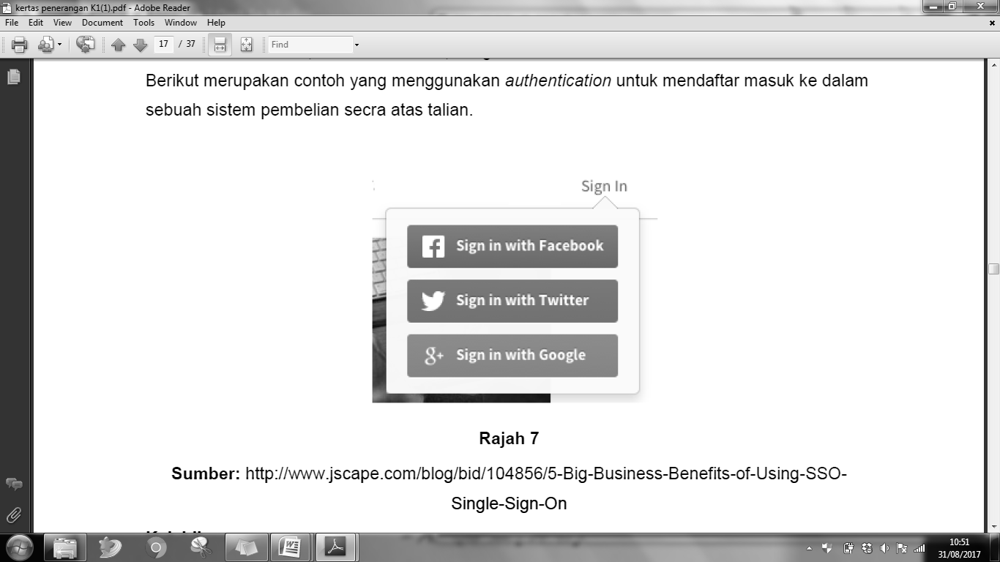 kertas penerangan K1(1).pdf - Adobe Reader
File Edit View Document Tools Window Help
17 / 37 Find
Berikut merupakan contoh yang menggunakan authentication untuk mendaftar masuk ke dalam
sebuah sistem pembelian secra atas talian.
Sign In
Sign in with Facebook
Sign in with Twitter
Sign in with Google
Rajah 7
Sumber: http://www.jscape.com/blog/bid/104856/5-Big-Business-Benefits-of-Using-SSO-
Single-Sign-On
10:51
31/08/2017